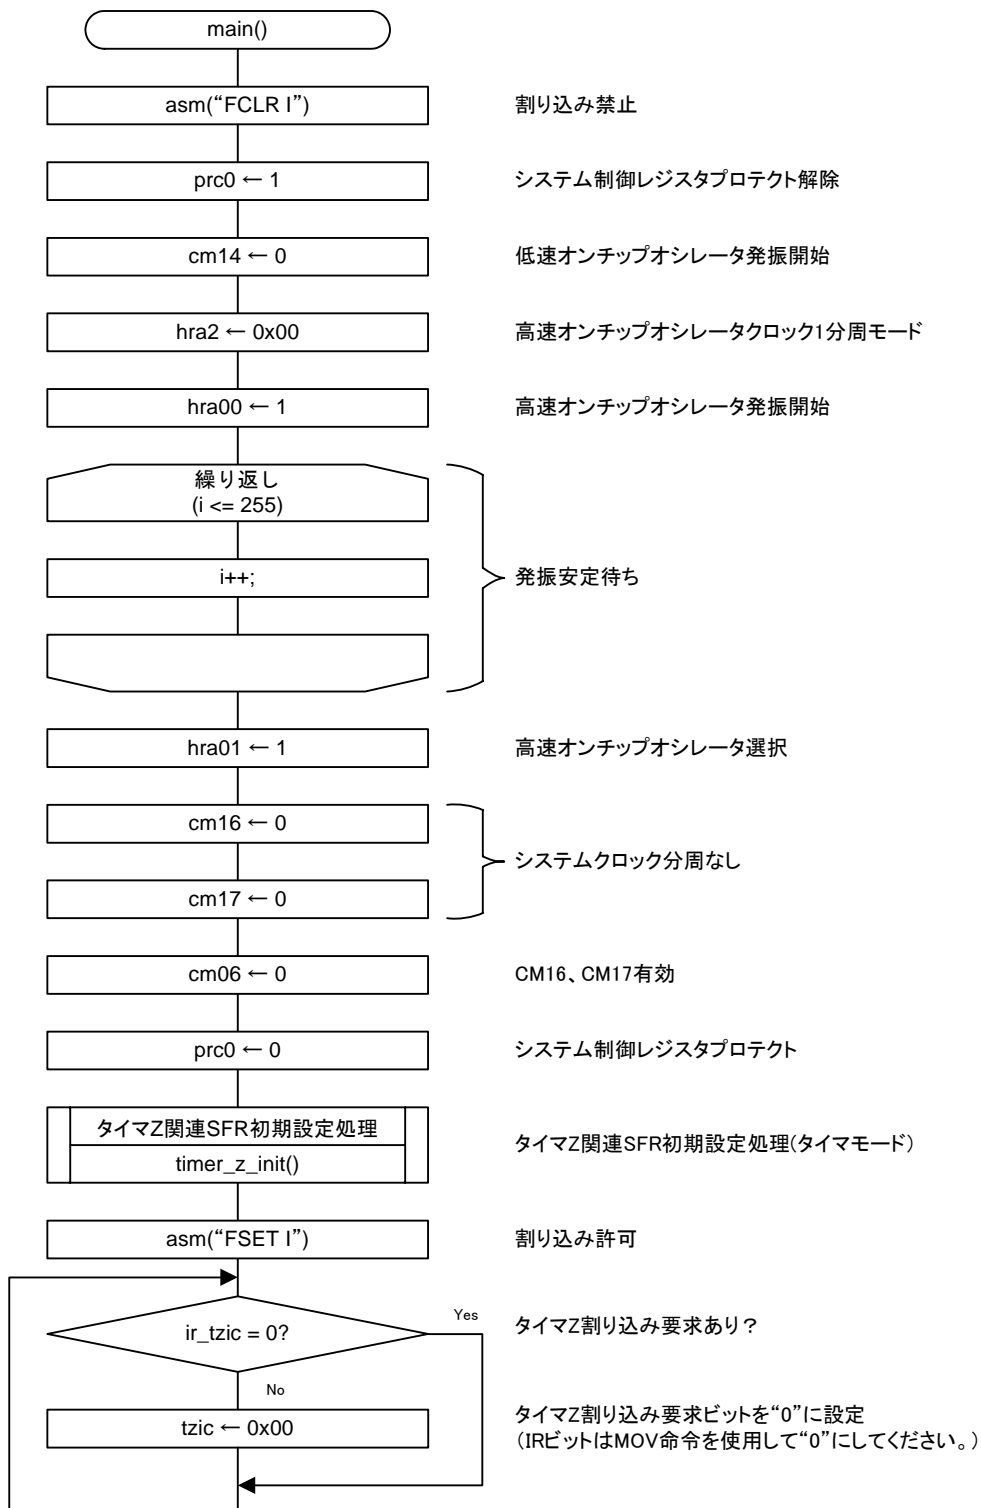 main()
asm(“FCLR I”) 割り込み禁止
prc0 ← 1 システム制御レジスタプロテクト解除
cm14 ← 0 低速オンチップオシレータ発振開始
hra2 ← 0x00 高速オンチップオシレータクロック1分周モード
hra00 ← 1 高速オンチップオシレータ発振開始
繰り返し
(i <= 255)
i++; 発振安定待ち
hra01 ← 1 高速オンチップオシレータ選択
cm16 ← 0
システムクロック分周なし
cm17 ← 0
cm06 ← 0 CM16、CM17有効
prc0 ← 0 システム制御レジスタプロテクト
タイマZ関連SFR初期設定処理
timer_z_init()
タイマZ関連SFR初期設定処理(タイマモード)
asm(“FSET I”) 割り込み許可
Yes
ir_tzic = 0? タイマZ割り込み要求あり？
No
tzic ← 0x00
タイマZ割り込み要求ビットを“0”に設定
(IRビットはMOV命令を使用して“0”にしてください。)